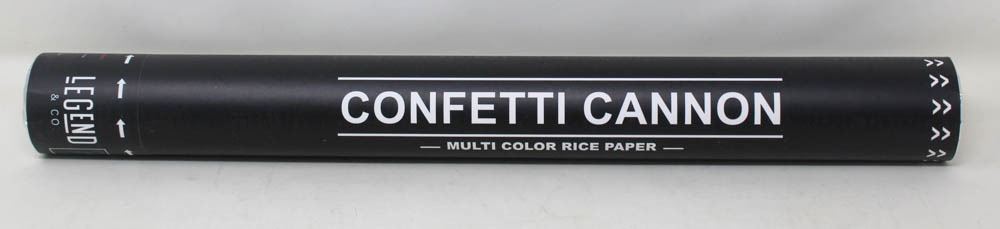 LEGEND
& CO
CONFETTI CANNON
— MULTI COLOR RICE PAPER —